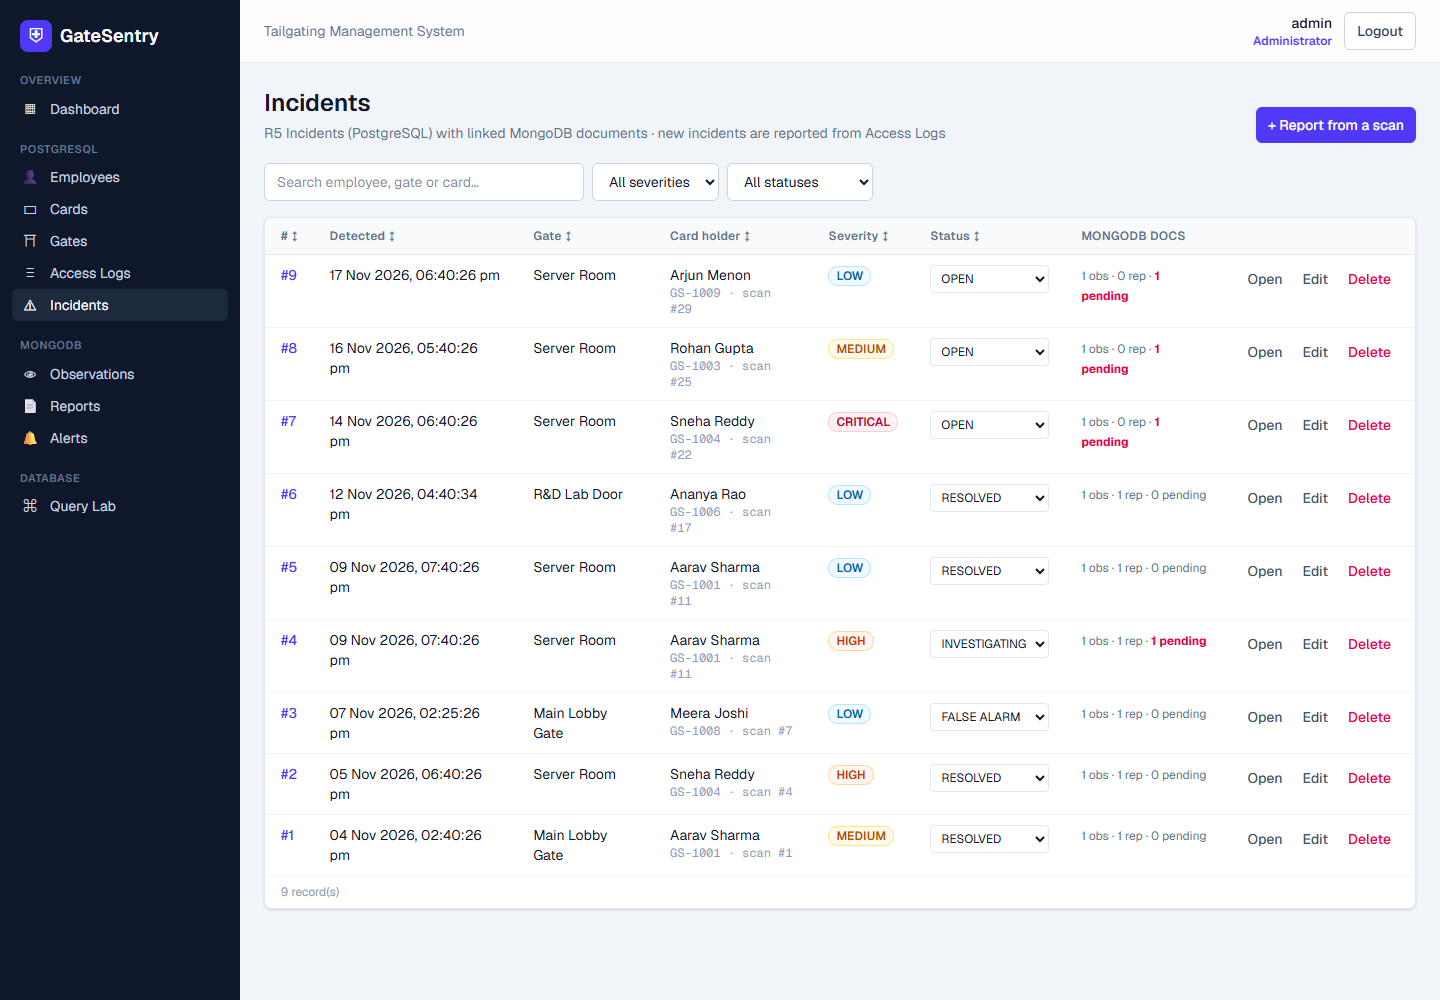 GateSentry
OVERVIEW
Dashboard
POSTGRESQL
Employees
Cards
Gates
Access Logs
Incidents
MONGODB
Observations
Reports
Alerts
DATABASE
Query Lab
Tailgating Management System
admin
Administrator
Logout
Incidents
R5 Incidents (PostgreSQL) with linked MongoDB documents · new incidents are reported from Access Logs
+ Report from a scan
Search employee, gate or card...
All severities
All statuses
# ↕ Detected ↕ Gate ↕ Card holder ↕ Severity ↕ Status ↕ MONGODB DOCS
#9 17 Nov 2026, 06:40:26 pm Server Room Arjun Menon LOW OPEN 1 obs · 0 rep · 1 Open Edit Delete
GS-1009 · scan pending
#29
#8 16 Nov 2026, 05:40:26 Server Room Rohan Gupta MEDIUM OPEN 1 obs · 0 rep · 1 Open Edit Delete
pm GS-1003 · scan pending
#25
#7 14 Nov 2026, 06:40:26 Server Room Sneha Reddy CRITICAL OPEN 1 obs · 0 rep · 1 Open Edit Delete
pm GS-1004 · scan pending
#22
#6 12 Nov 2026, 04:40:34 R&D Lab Door Ananya Rao LOW RESOLVED 1 obs · 1 rep · 0 pending Open Edit Delete
pm GS-1006 · scan
#17
#5 09 Nov 2026, 07:40:26 Server Room Aarav Sharma LOW RESOLVED 1 obs · 1 rep · 0 pending Open Edit Delete
pm GS-1001 · scan
#11
#4 09 Nov 2026, 07:40:26 Server Room Aarav Sharma HIGH INVESTIGATING 1 obs · 1 rep · 1 pending Open Edit Delete
pm GS-1001 · scan
#11
#3 07 Nov 2026, 02:25:26 Main Lobby Meera Joshi LOW FALSE ALARM 1 obs · 1 rep · 0 pending Open Edit Delete
pm Gate GS-1008 · scan #7
#2 05 Nov 2026, 06:40:26 Server Room Sneha Reddy HIGH RESOLVED 1 obs · 1 rep · 0 pending Open Edit Delete
pm GS-1004 · scan #4
#1 04 Nov 2026, 02:40:26 Main Lobby Aarav Sharma MEDIUM RESOLVED 1 obs · 1 rep · 0 pending Open Edit Delete
pm Gate GS-1001 · scan #1
9 record(s)